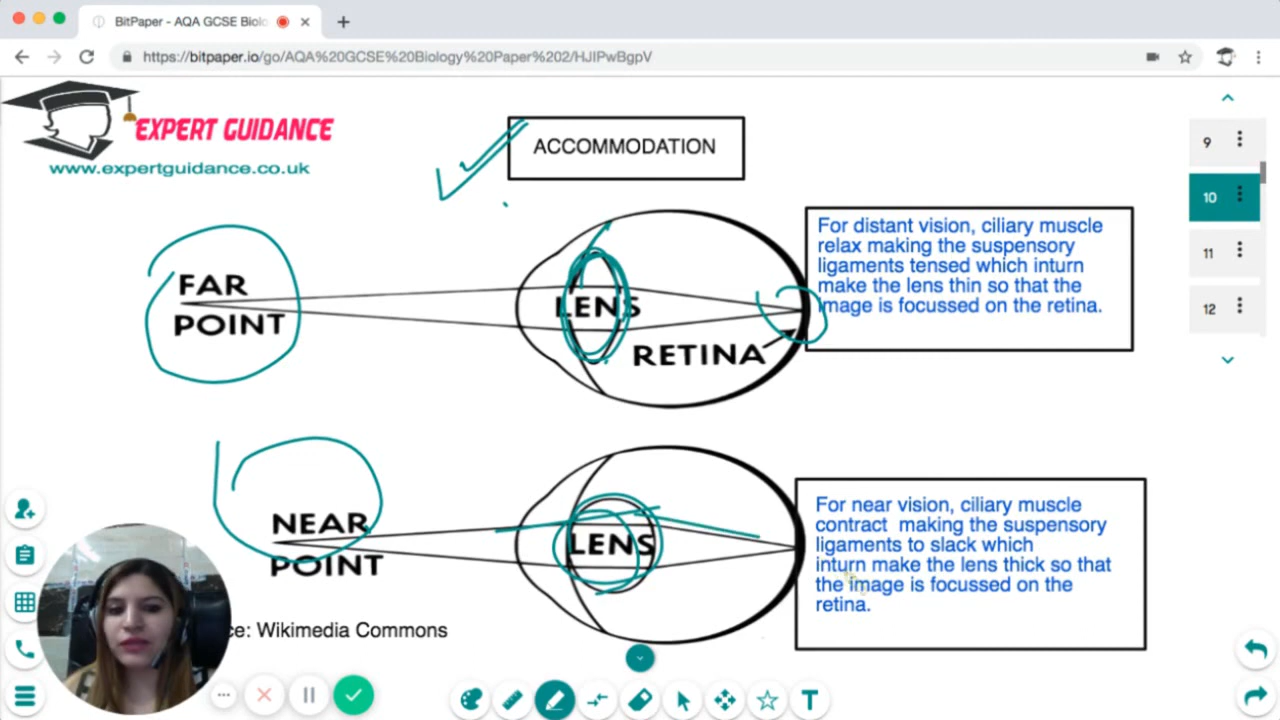 BitPaper - AQA GCSE Biolo
https://bitpaper.io/go/AQA%20GCSE%20Biology%20Paper%202/HJIPwBgpV
EXPERT GUIDANCE
www.expertguidance.co.uk
ACCOMMODATION
9
10
11
12
FAR
POINT
LENS
RETINA
For distant vision, ciliary muscle
relax making the suspensory
ligaments tensed which inturn
make the lens thin so that the
image is focussed on the retina.
NEAR
POINT
LENS
For near vision, ciliary muscle
contract making the suspensory
ligaments to slack which
inturn make the lens thick so that
the image is focussed on the
retina.
ce: Wikimedia Commons
T